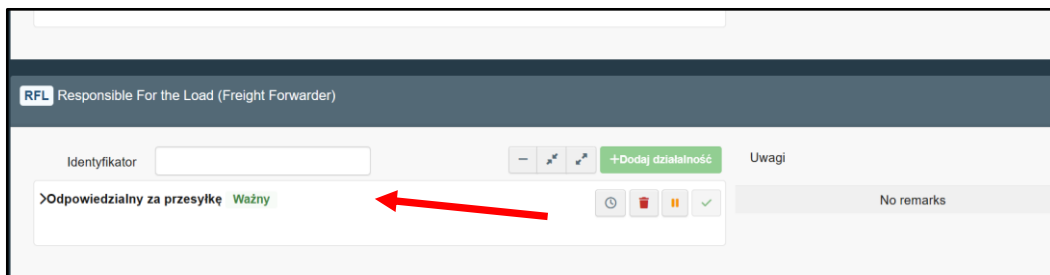 RFL Responsible For the Load (Freight Forwarder)
Identyfikator
+Dodaj działalność
Uwagi
Odpowiedzialny za przesyłkę Ważny
No remarks